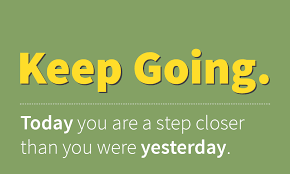 Keep Going.
Today you are a step closer
than you were yesterday.